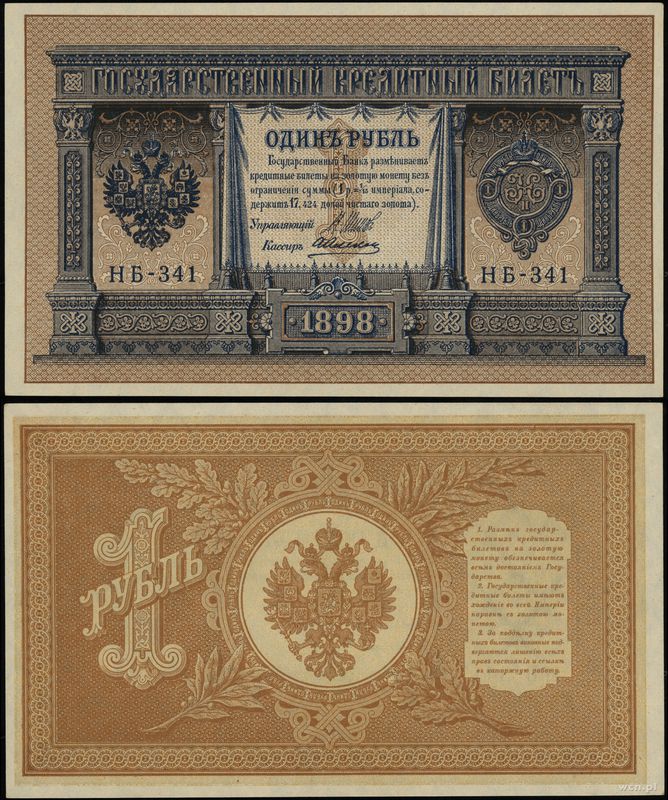 ГОСУДАРСТВЕННЫЙ КРЕДИТНЫЙ БИЛЕТЪ
ОДИНЪ РУБЛЬ
Государственный Банкъ размѣниваетъ
кредитные билеты на золотую монету безъ
ограниченія суммы (1 р. = 1/15 имперіала, со-
держитъ 17,424 долей чистаго золота).
Управляющій
Кассиръ
НБ-341
НБ-341
1
1
1
1898
1
РУБЛЬ
1. Размѣнъ государ-
ственныхъ кредитныхъ
билетовъ на золотую
монету обезпечивается
всѣмъ достояніемъ Госу-
дарства.
2. Государственные кре-
дитные билеты имѣютъ
хожденіе во всей Имперіи
наравнѣ съ золотою мо-
нетою.
3. За поддѣлку кредит-
ныхъ билетовъ виновные под-
вергаются лишенію всѣхъ
правъ состоянія и ссылкѣ
въ каторжную работу.
wcn.pl